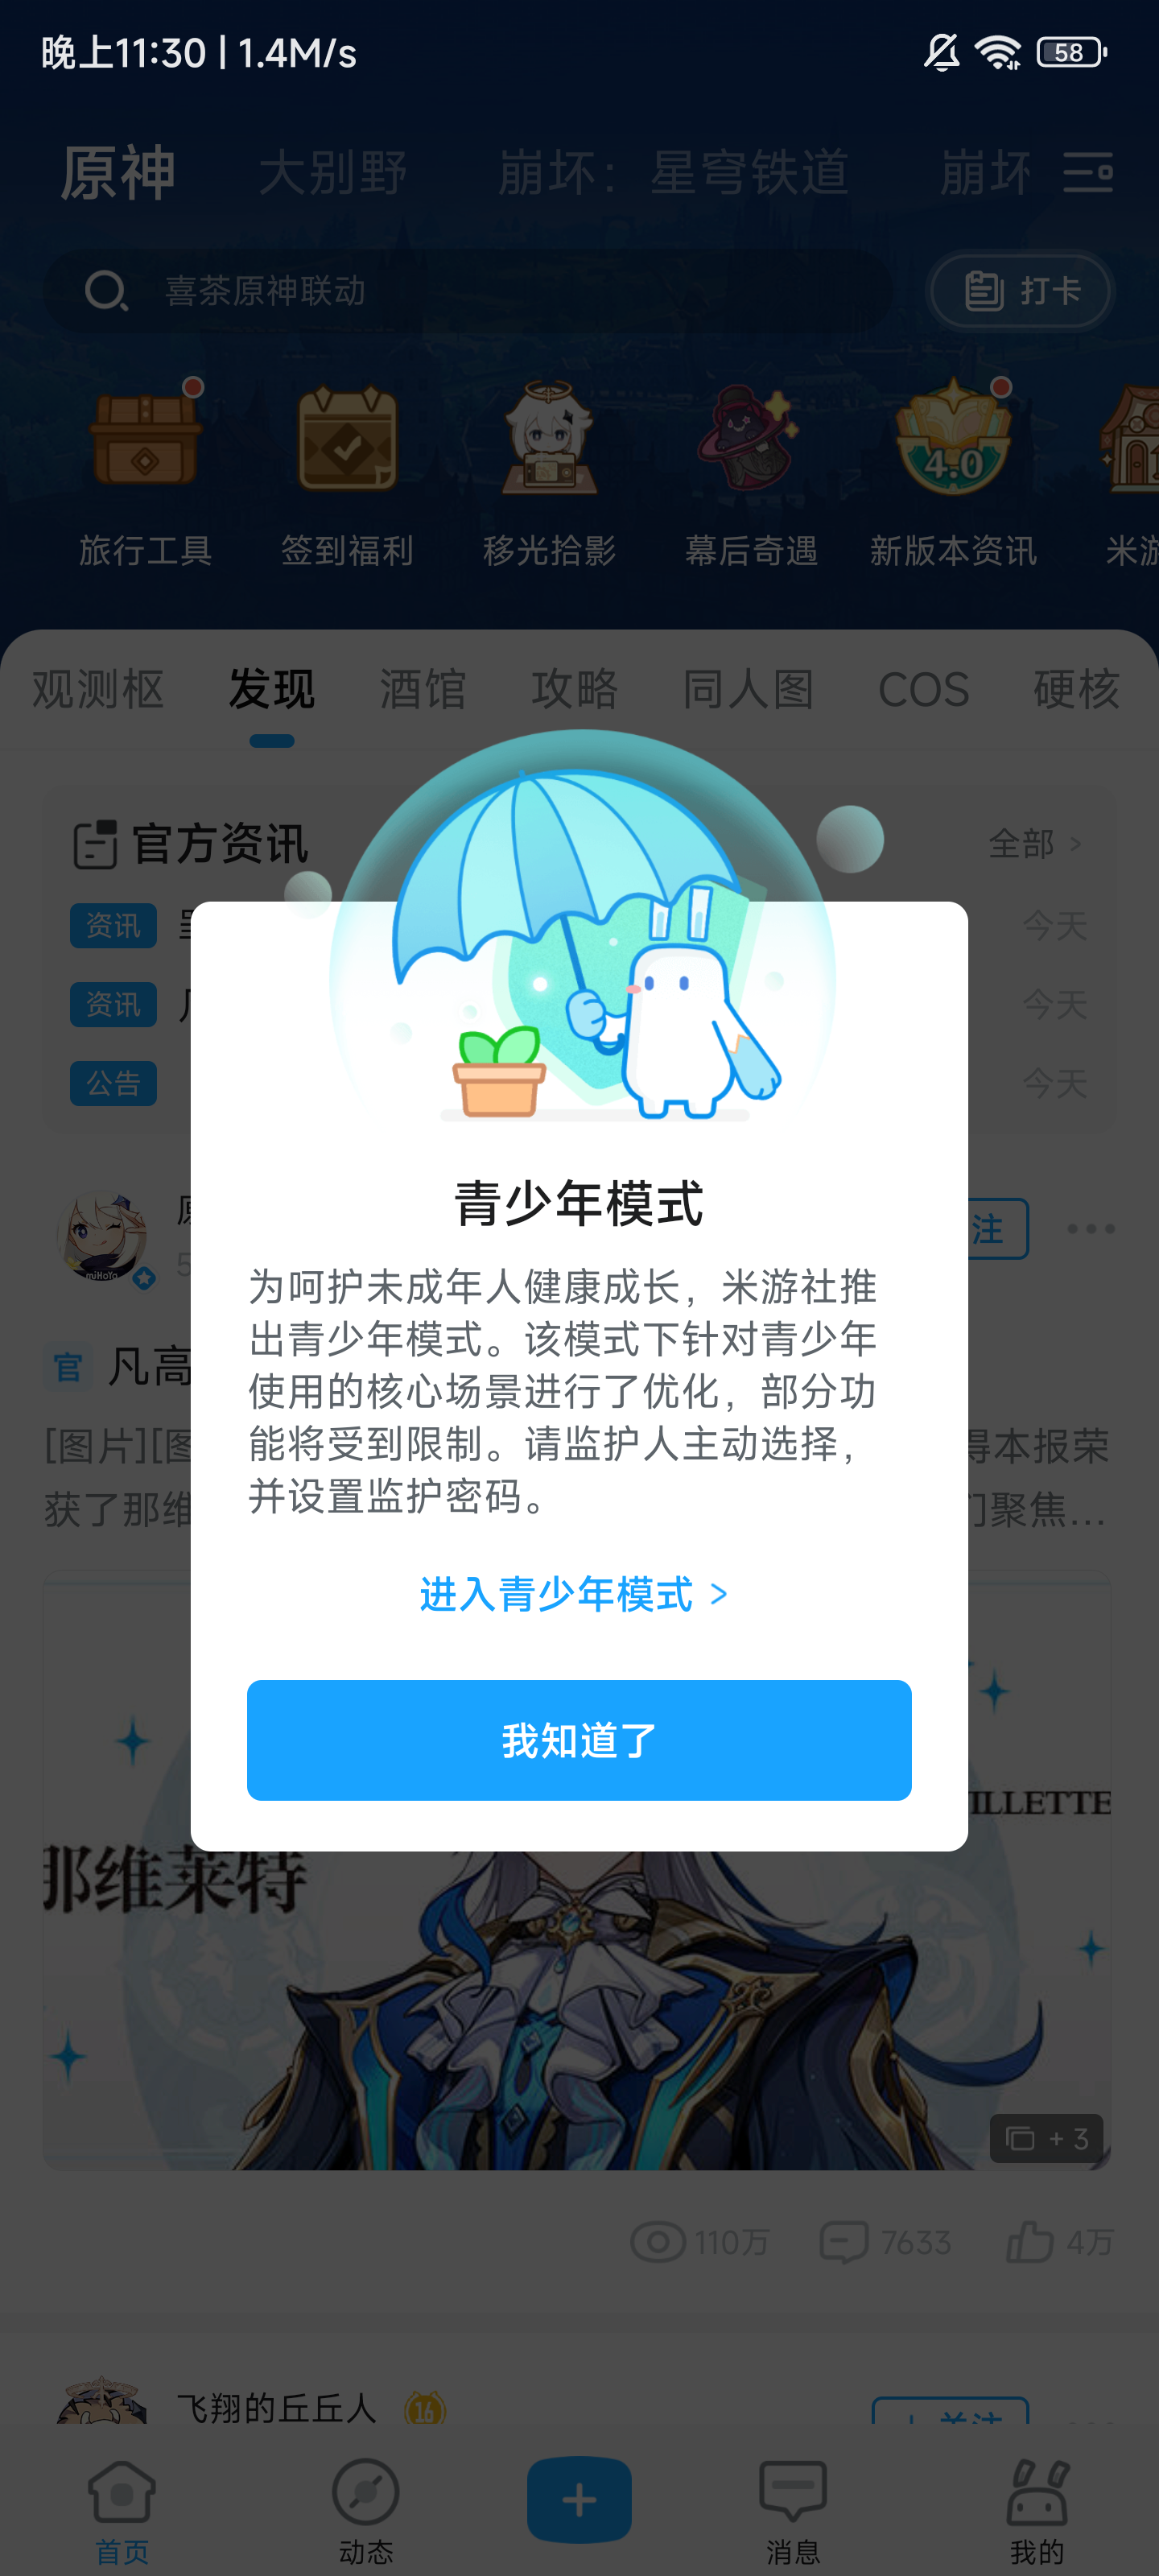 晚上11:30 | 1.4M/s
58
原神 大别野 崩坏：星穹铁道 崩坏
喜茶原神联动
打卡
4.0
旅行工具 签到福利 移光拾影 幕后奇遇 新版本资讯 米游
观测枢 发现 酒馆 攻略 同人图 COS 硬核
官方资讯 全部 >
资讯 今天
资讯 今天
公告 今天
miHoYo
注
青少年模式
为呵护未成年人健康成长，米游社推
出青少年模式。该模式下针对青少年
使用的核心场景进行了优化，部分功
能将受到限制。请监护人主动选择，
并设置监护密码。
官 凡高
[图片][图 得本报荣
获了那维 们聚焦...
进入青少年模式 >
我知道了
ILLETTE
那维莱特
+ 3
110万 7633 4万
飞翔的丘丘人 16
+ 关注
首页 动态 消息 我的